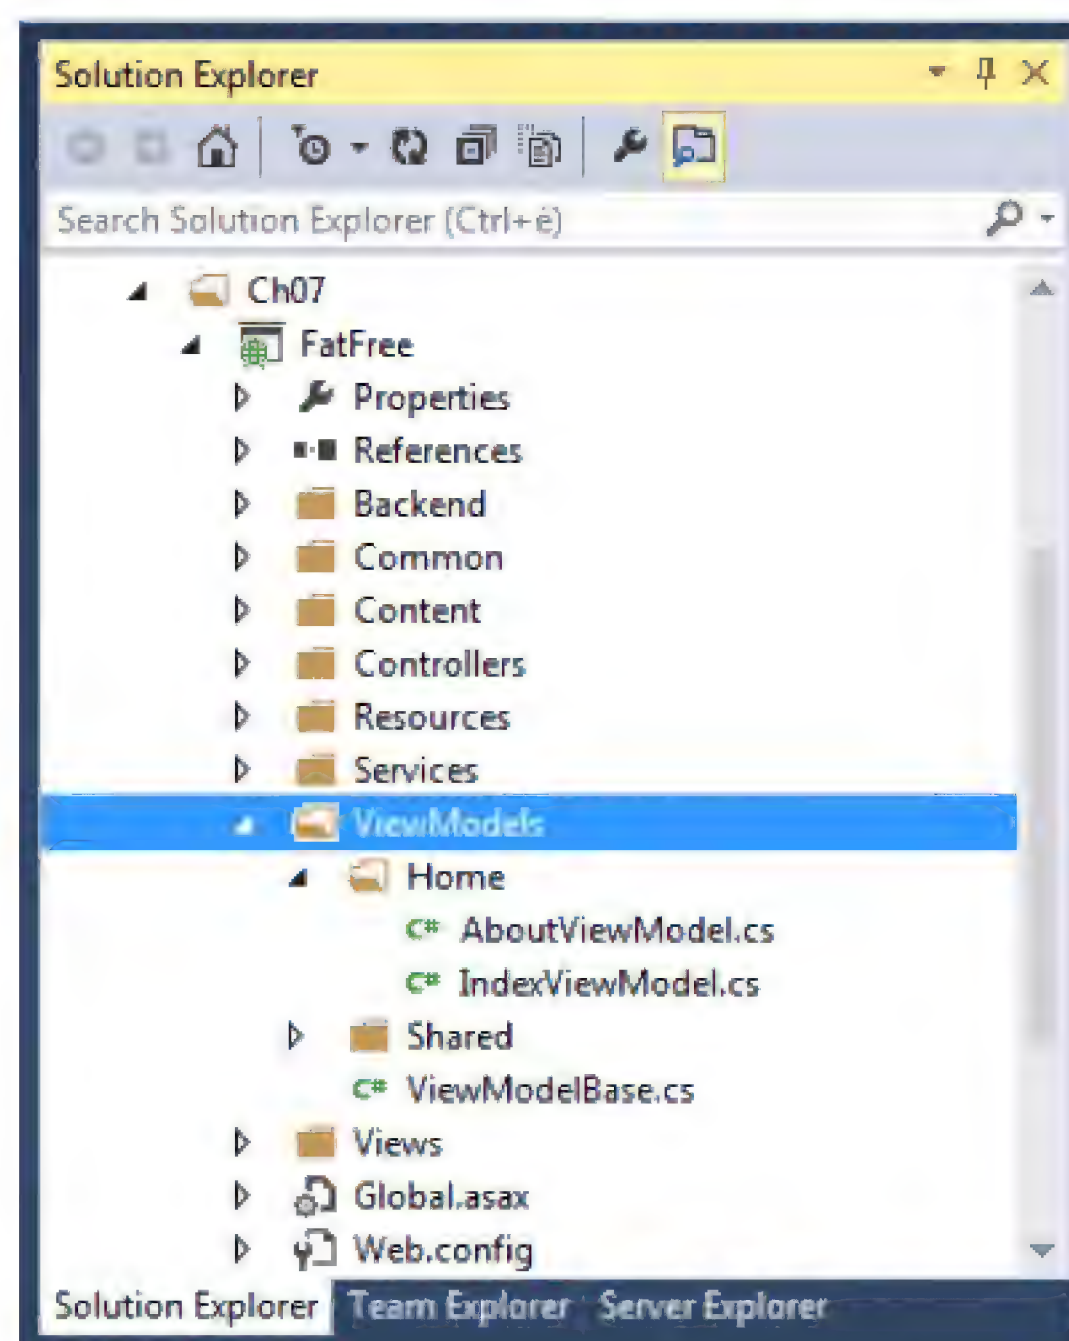 Solution Explorer
Search Solution Explorer (Ctrl+è)
Ch07
FatFree
Properties
References
Backend
Common
Content
Controllers
Resources
Services
ViewModels
Home
C# AboutViewModel.cs
C# IndexViewModel.cs
Shared
C# ViewModelBase.cs
Views
Global.asax
Web.config
Solution Explorer Team Explorer Server Explorer